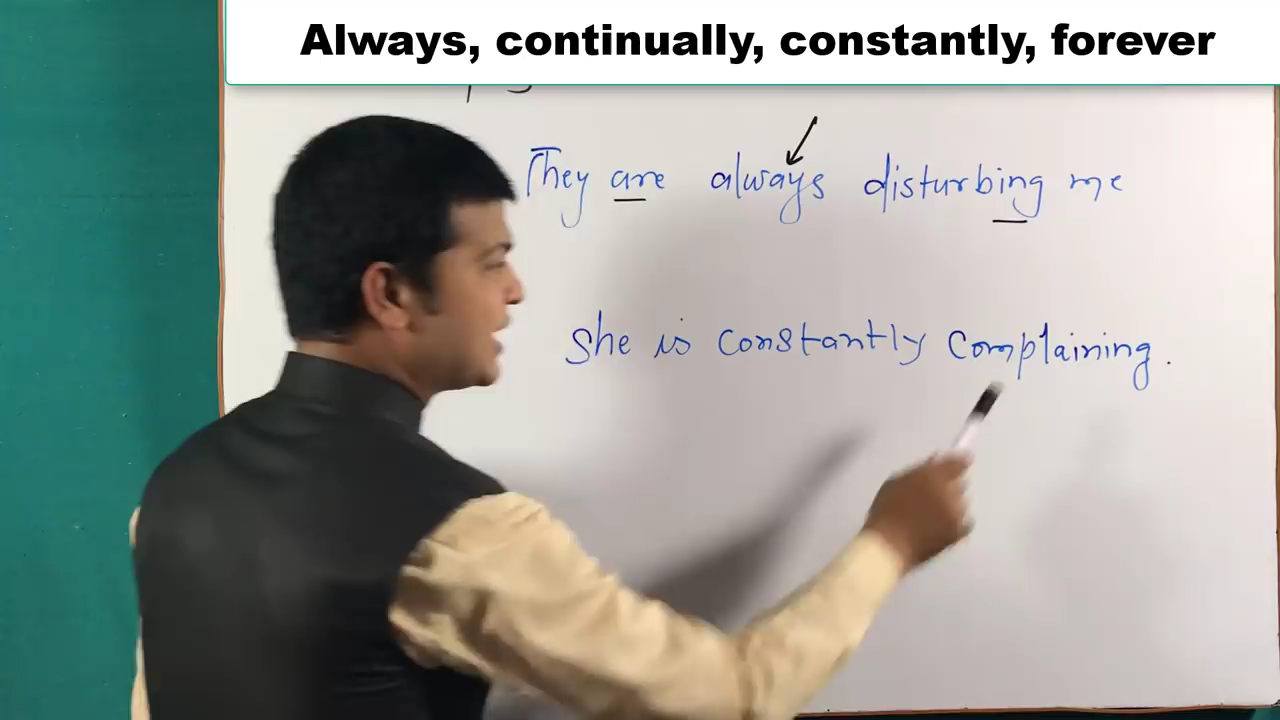 Always, continually, constantly, forever
They are always disturbing me
She is constantly complaining.